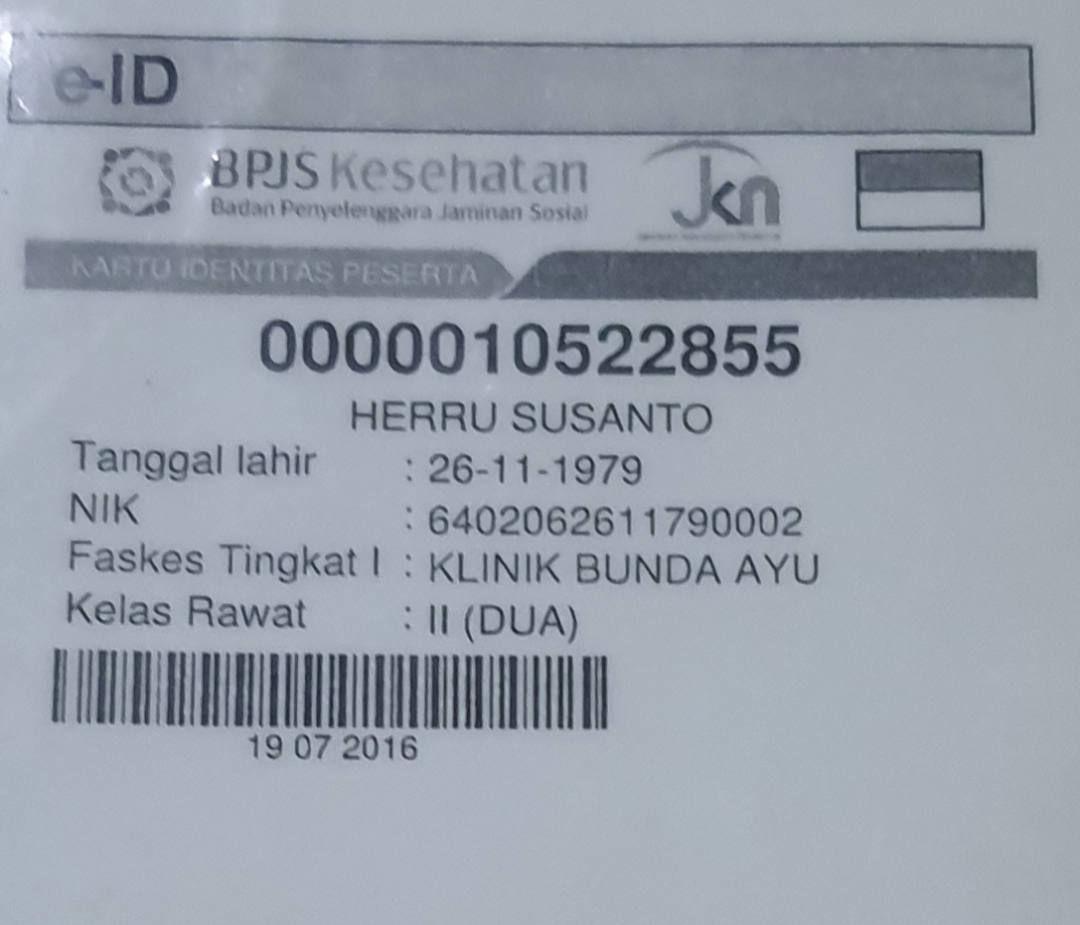 e-ID
BPJS Kesehatan
Badan Penyelenggara Jaminan Sosial
Jkn
KARTU IDENTITAS PESERTA
0000010522855
HERRU SUSANTO
Tanggal lahir : 26-11-1979
NIK : 6402062611790002
Faskes Tingkat I : KLINIK BUNDA AYU
Kelas Rawat : II (DUA)
19 07 2016